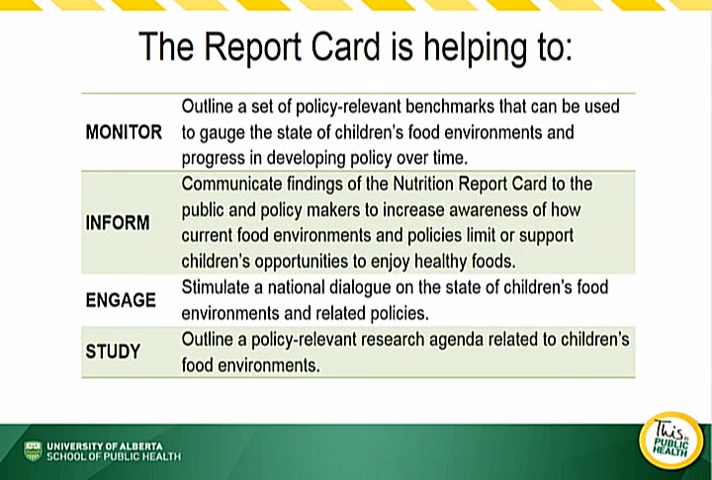 The Report Card is helping to:
MONITOR
Outline a set of policy-relevant benchmarks that can be used
to gauge the state of children's food environments and
progress in developing policy over time.
INFORM
Communicate findings of the Nutrition Report Card to the
public and policy makers to increase awareness of how
current food environments and policies limit or support
children's opportunities to enjoy healthy foods.
ENGAGE
Stimulate a national dialogue on the state of children's food
environments and related policies.
STUDY
Outline a policy-relevant research agenda related to children's
food environments.
UNIVERSITY OF ALBERTA
SCHOOL OF PUBLIC HEALTH
This is
PUBLIC
HEALTH